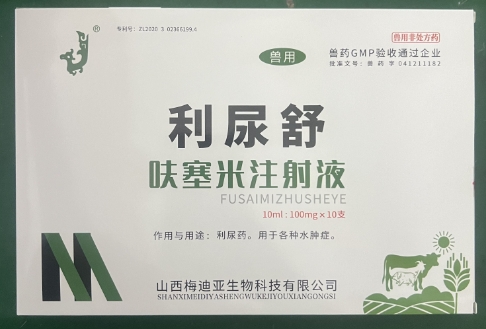 ®
专利号：ZL2020 3 02365199.4
兽用非处方药
兽用
兽药GMP验收通过企业
批准文号：兽 药 字 041211182
利尿舒
呋塞米注射液
FUSAIMIZHUSHEYE
10ml：100mg×10支
作用与用途：利尿药。用于各种水肿症。
山西梅迪亚生物科技有限公司
SHANXIMEIDIYASHENGWUKEJIYOUXIANGONGSI